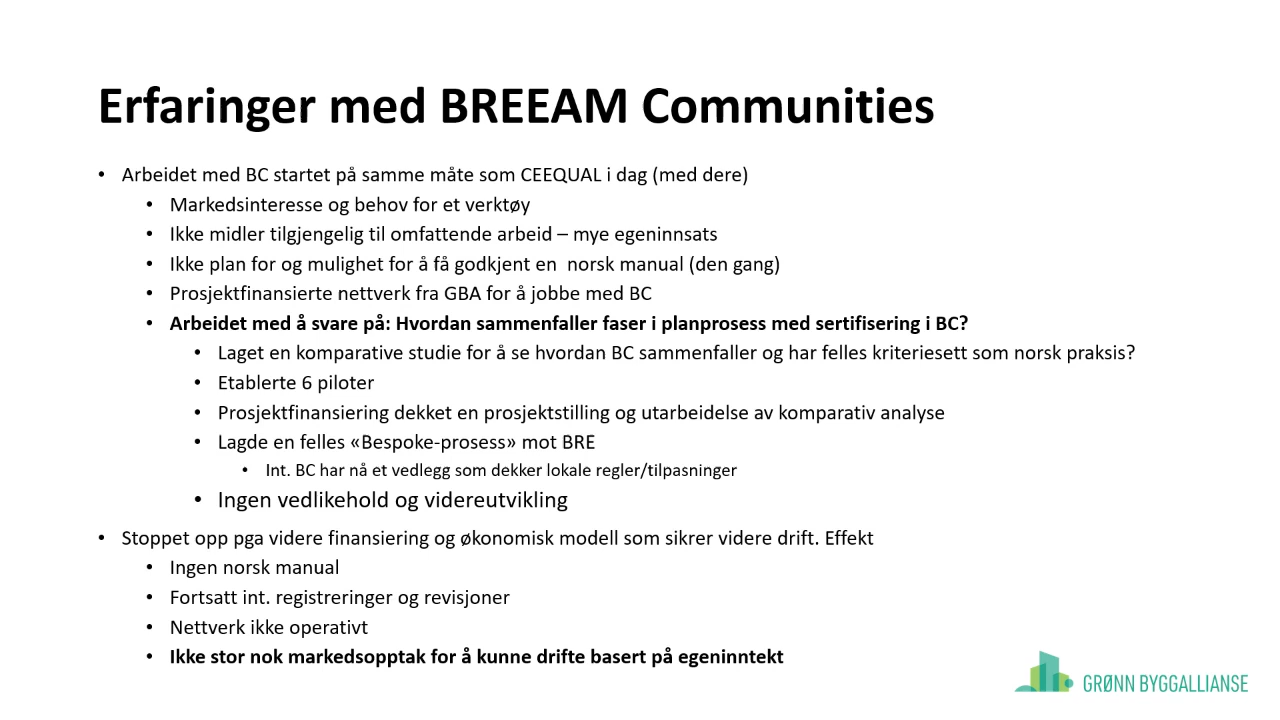 Erfaringer med BREEAM Communities
• Arbeidet med BC startet på samme måte som CEEQUAL i dag (med dere)
• Markedsinteresse og behov for et verktøy
• Ikke midler tilgjengelig til omfattende arbeid – mye egeninnsats
• Ikke plan for og mulighet for å få godkjent en  norsk manual (den gang)
• Prosjektfinansierte nettverk fra GBA for å jobbe med BC
• Arbeidet med å svare på: Hvordan sammenfaller faser i planprosess med sertifisering i BC?
• Laget en komparative studie for å se hvordan BC sammenfaller og har felles kriteriesett som norsk praksis?
• Etablerte 6 piloter
• Prosjektfinansiering dekket en prosjektstilling og utarbeidelse av komparativ analyse
• Lagde en felles «Bespoke-prosess» mot BRE
• Int. BC har nå et vedlegg som dekker lokale regler/tilpasninger
• Ingen vedlikehold og videreutvikling
• Stoppet opp pga videre finansiering og økonomisk modell som sikrer videre drift. Effekt
• Ingen norsk manual
• Fortsatt int. registreringer og revisjoner
• Nettverk ikke operativt
• Ikke stor nok markedsopptak for å kunne drifte basert på egeninntekt
GRØNN BYGGALLIANSE